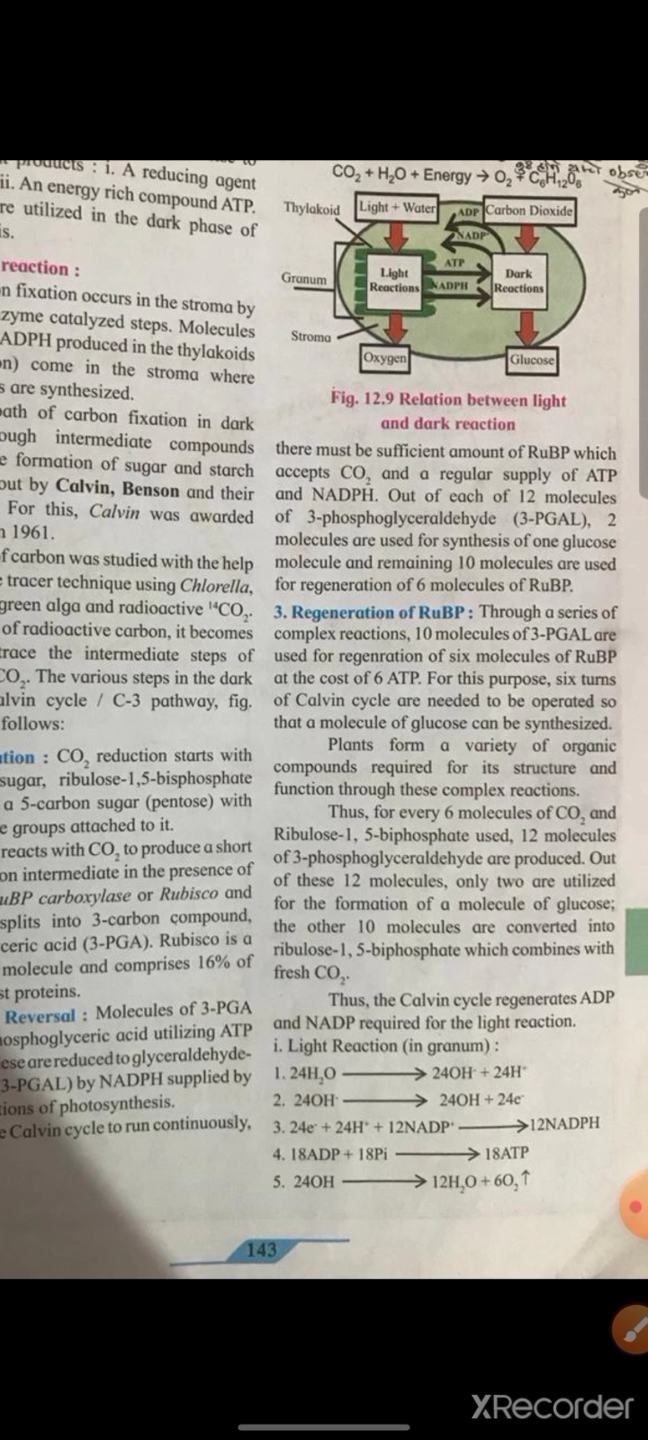 products : i. A reducing agent
ii. An energy rich compound ATP.
re utilized in the dark phase of
is.
reaction :
n fixation occurs in the stroma by
zyme catalyzed steps. Molecules
ADPH produced in the thylakoids
on) come in the stroma where
s are synthesized.
path of carbon fixation in dark
ough intermediate compounds
e formation of sugar and starch
out by Calvin, Benson and their
For this, Calvin was awarded
n 1961.
f carbon was studied with the help
e tracer technique using Chlorella,
green alga and radioactive ¹⁴CO₂.
of radioactive carbon, it becomes
trace the intermediate steps of
CO₂. The various steps in the dark
alvin cycle / C-3 pathway, fig.
follows:
ation : CO₂ reduction starts with
sugar, ribulose-1,5-bisphosphate
a 5-carbon sugar (pentose) with
e groups attached to it.
reacts with CO₂ to produce a short
on intermediate in the presence of
uBP carboxylase or Rubisco and
splits into 3-carbon compound,
ceric acid (3-PGA). Rubisco is a
molecule and comprises 16% of
st proteins.
Reversal : Molecules of 3-PGA
hosphoglyceric acid utilizing ATP
ese are reduced to glyceraldehyde-
3-PGAL) by NADPH supplied by
tions of photosynthesis.
e Calvin cycle to run continuously,
CO₂ + H₂O + Energy → O₂ + C₆H₁₂O₆
Thylakoid
Light + Water
ADP
Carbon Dioxide
NADP⁺
ATP
Granum
Light
Reactions
NADPH
Dark
Reactions
Stroma
Oxygen
Glucose
Fig. 12.9 Relation between light
and dark reaction
there must be sufficient amount of RuBP which
accepts CO₂ and a regular supply of ATP
and NADPH. Out of each of 12 molecules
of 3-phosphoglyceraldehyde (3-PGAL), 2
molecules are used for synthesis of one glucose
molecule and remaining 10 molecules are used
for regeneration of 6 molecules of RuBP.
3. Regeneration of RuBP : Through a series of
complex reactions, 10 molecules of 3-PGAL are
used for regenration of six molecules of RuBP
at the cost of 6 ATP. For this purpose, six turns
of Calvin cycle are needed to be operated so
that a molecule of glucose can be synthesized.
Plants form a variety of organic
compounds required for its structure and
function through these complex reactions.
Thus, for every 6 molecules of CO₂ and
Ribulose-1, 5-biphosphate used, 12 molecules
of 3-phosphoglyceraldehyde are produced. Out
of these 12 molecules, only two are utilized
for the formation of a molecule of glucose;
the other 10 molecules are converted into
ribulose-1, 5-biphosphate which combines with
fresh CO₂.
Thus, the Calvin cycle regenerates ADP
and NADP required for the light reaction.
i. Light Reaction (in granum) :
1. 24H₂O → 24OH⁻ + 24H⁺
2. 24OH⁻ → 24OH + 24e⁻
3. 24e⁻ + 24H⁺ + 12NADP⁺ → 12NADPH
4. 18ADP + 18Pi → 18ATP
5. 24OH → 12H₂O + 6O₂↑
143
XRecorder